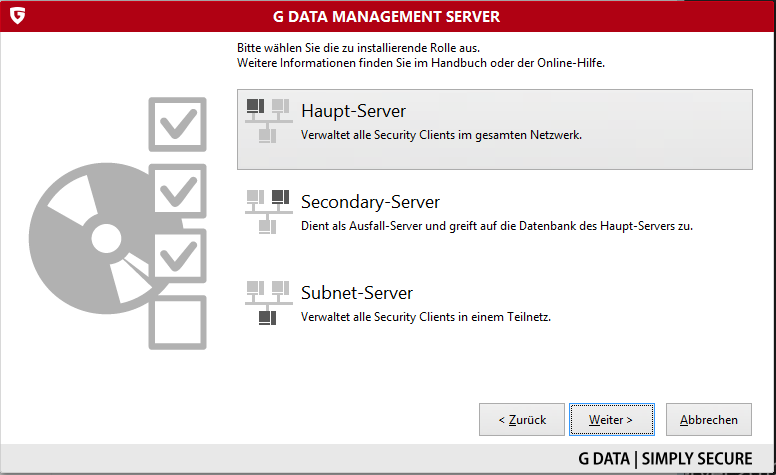 G DATA MANAGEMENT SERVER
Bitte wählen Sie die zu installierende Rolle aus.
Weitere Informationen finden Sie im Handbuch oder der Online-Hilfe.
Haupt-Server
Verwaltet alle Security Clients im gesamten Netzwerk.
Secondary-Server
Dient als Ausfall-Server und greift auf die Datenbank des Haupt-Servers zu.
Subnet-Server
Verwaltet alle Security Clients in einem Teilnetz.
< Zurück
Weiter >
Abbrechen
G DATA | SIMPLY SECURE